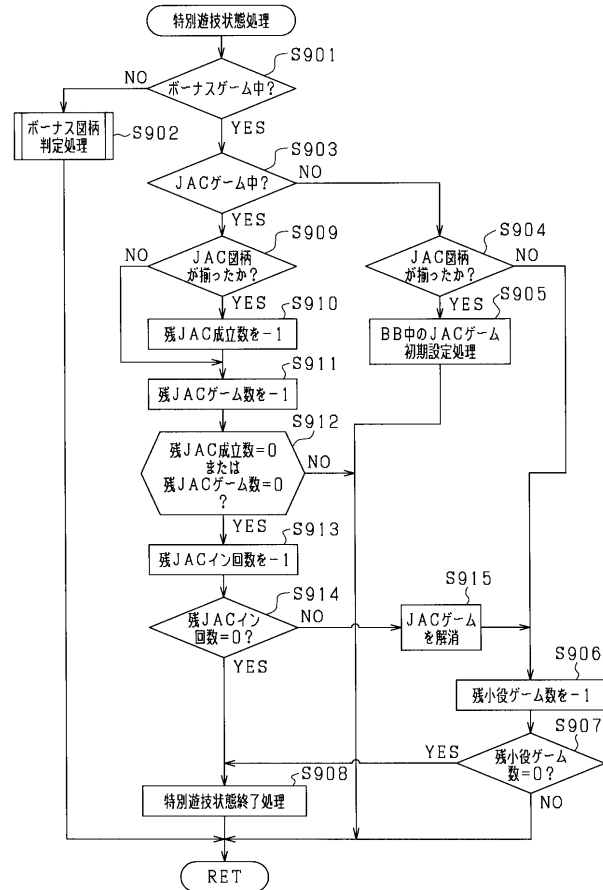 特別遊技状態処理
S901
ボーナスゲーム中?
NO
YES
ボーナス図柄
判定処理
S902
S903
JACゲーム中?
NO
YES
S909
JAC図柄
が揃ったか?
NO
YES
S904
JAC図柄
が揃ったか?
NO
YES
S910
残JAC成立数を-1
S905
BB中のJACゲーム
初期設定処理
S911
残JACゲーム数を-1
S912
残JAC成立数=0
または
残JACゲーム数=0
?
NO
YES
S913
残JACイン回数を-1
S914
残JACイン
回数=0?
NO
YES
S915
JACゲーム
を解消
S906
残小役ゲーム数を-1
S907
残小役ゲーム
数=0?
YES
NO
S908
特別遊技状態終了処理
RET